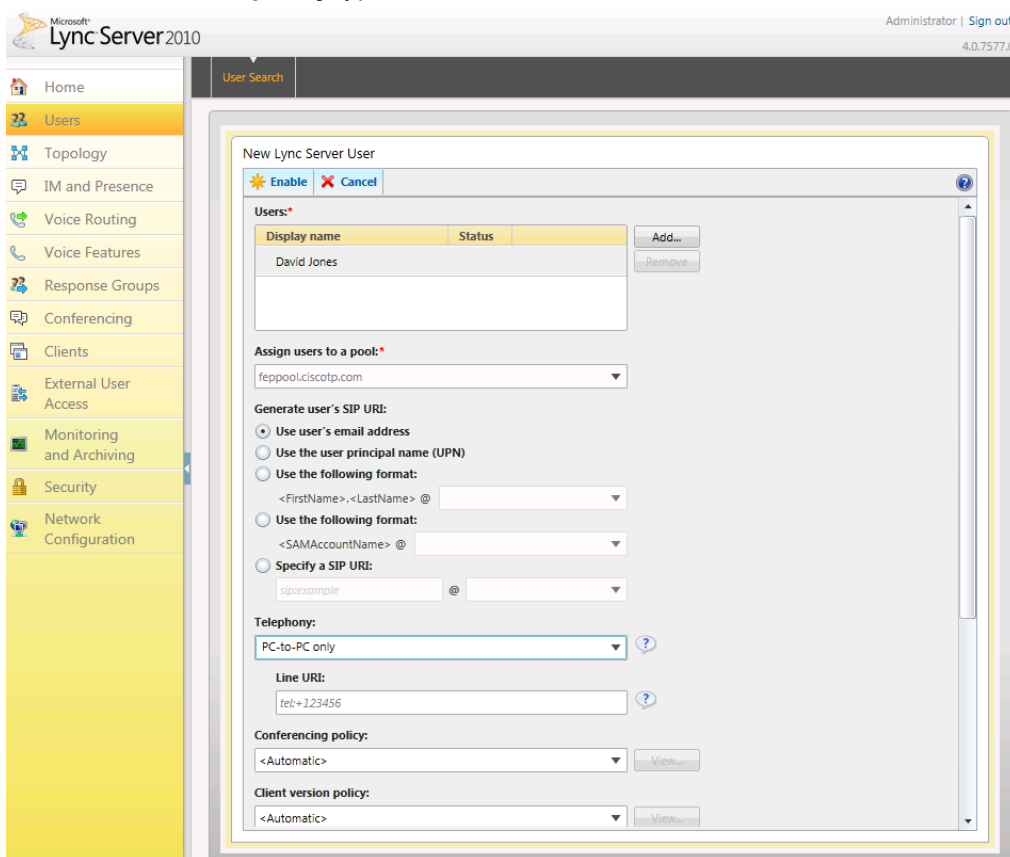 Microsoft
Lync Server 2010
Administrator | Sign out
4.0.7577.0
Home
Users
Topology
IM and Presence
Voice Routing
Voice Features
Response Groups
Conferencing
Clients
External User
Access
Monitoring
and Archiving
Security
Network
Configuration
User Search
New Lync Server User
Enable Cancel
Users:*
Display name Status
Add...
David Jones
Remove
Assign users to a pool:*
feppool.ciscotp.com
Generate user's SIP URI:
Use user's email address
Use the user principal name (UPN)
Use the following format:
<FirstName>.<LastName> @
Use the following format:
<SAMAccountName> @
Specify a SIP URI:
sip:example @
Telephony:
PC-to-PC only
Line URI:
tel:+123456
Conferencing policy:
<Automatic> View...
Client version policy:
<Automatic> View...